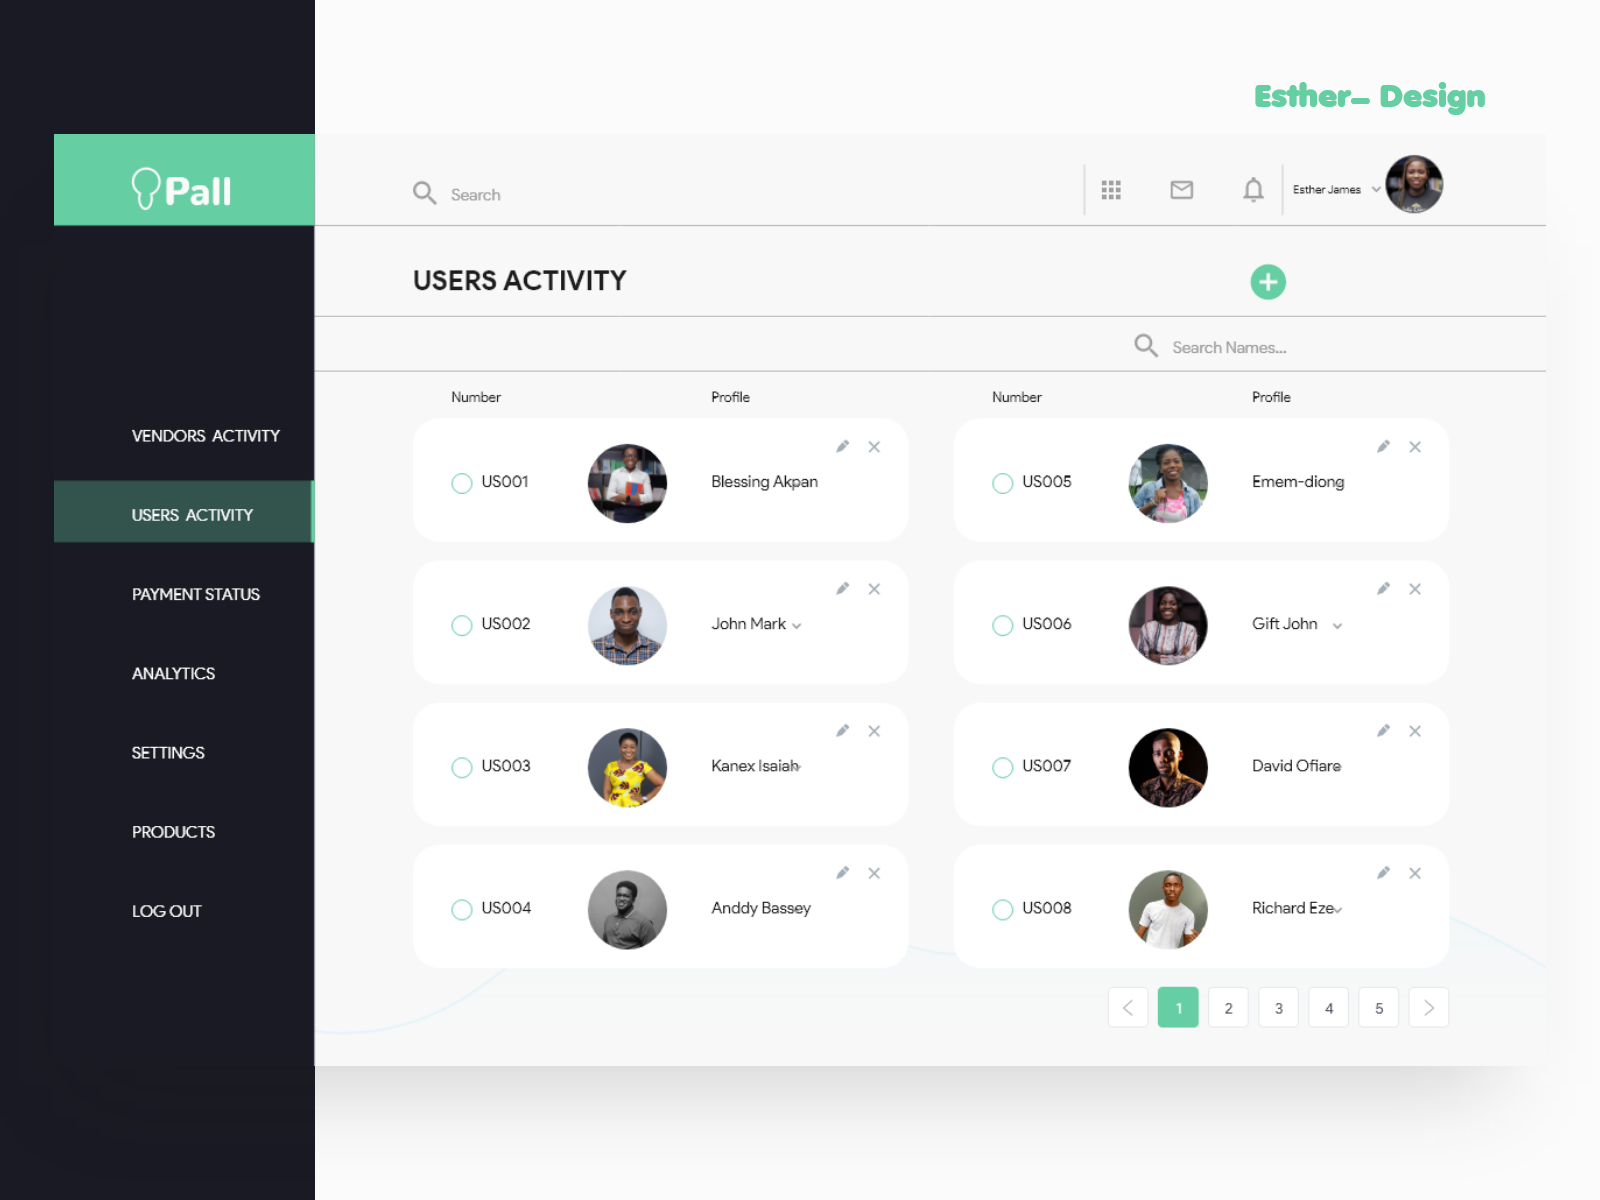 Esther– Design
Pall
Search
Esther James
USERS ACTIVITY
Search Names...
Number Profile Number Profile
US001 Blessing Akpan
US005 Emem-diong
US002 John Mark
US006 Gift John
US003 Kanex Isaiah
US007 David Ofiare
US004 Anddy Bassey
US008 Richard Eze
VENDORS ACTIVITY
USERS ACTIVITY
PAYMENT STATUS
ANALYTICS
SETTINGS
PRODUCTS
LOG OUT
1 2 3 4 5